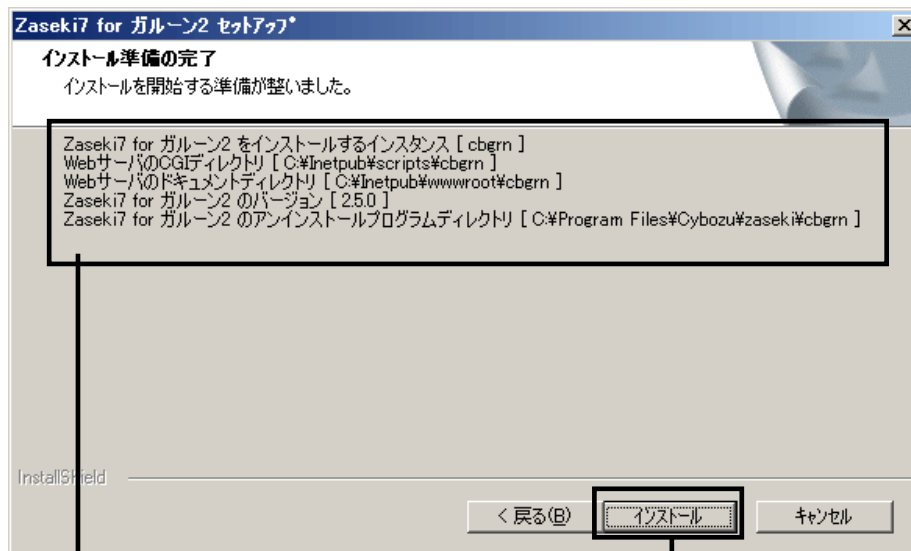 Zaseki7 for ガルーン2 セットアップ
インストール準備の完了
インストールを開始する準備が整いました。
Zaseki7 for ガルーン2 をインストールするインスタンス [ cbgrn ]
WebサーバのCGIディレクトリ [ C:¥Inetpub¥scripts¥cbgrn ]
Webサーバのドキュメントディレクトリ [ C:¥Inetpub¥wwwroot¥cbgrn ]
Zaseki7 for ガルーン2 のバージョン [ 2.5.0 ]
Zaseki7 for ガルーン2 のアンインストールプログラムディレクトリ [ C:¥Program Files¥Cybozu¥zaseki¥cbgrn ]
InstallShield
< 戻る(B) インストール キャンセル